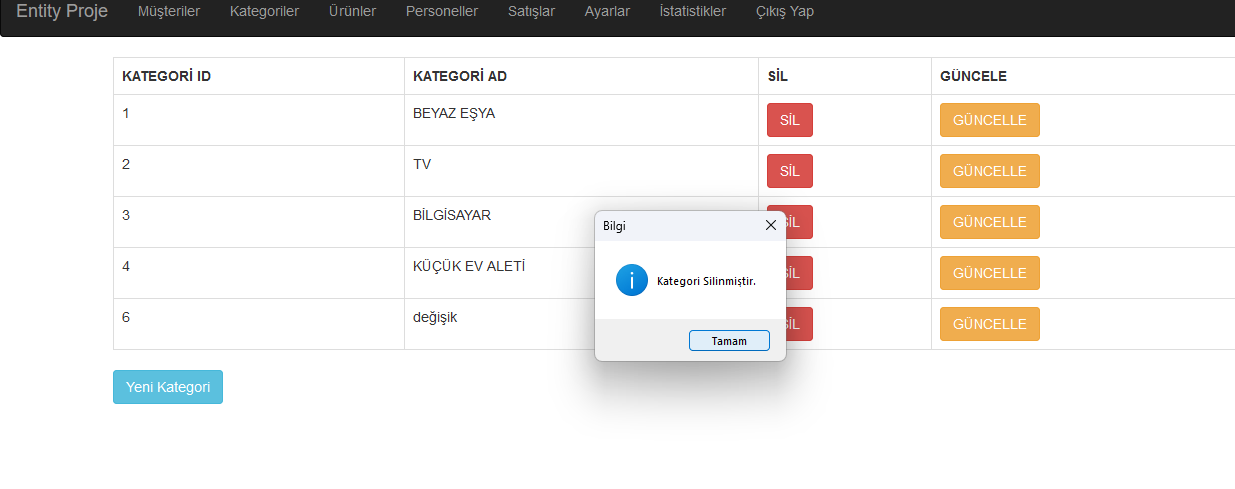 Entity Proje Müşteriler Kategoriler Ürünler Personeller Satışlar Ayarlar İstatistikler Çıkış Yap
KATEGORİ ID KATEGORİ AD SİL GÜNCELE
1 BEYAZ EŞYA SİL GÜNCELLE
2 TV SİL GÜNCELLE
3 BİLGİSAYAR SİL GÜNCELLE
4 KÜÇÜK EV ALETİ SİL GÜNCELLE
6 değişik SİL GÜNCELLE
Bilgi
Kategori Silinmiştir.
Tamam
Yeni Kategori